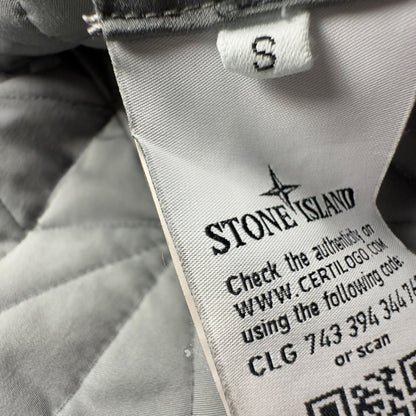 S
STONE ISLAND
Check the authenticity on
WWW.CERTILOGO.COM
using the following code.
CLG 743 394 344
or scan